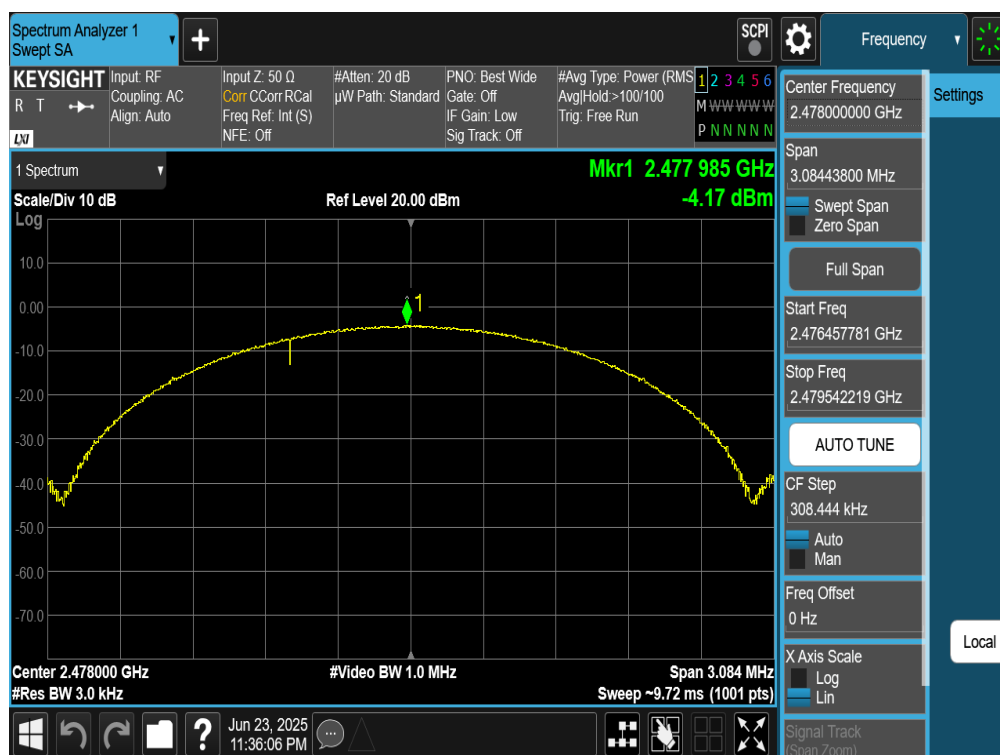 Spectrum Analyzer 1
Swept SA
+
SCPI
Frequency
KEYSIGHT
R T
LXI
Input: RF
Coupling: AC
Align: Auto
Input Z: 50 Ω
Corr CCorr RCal
Freq Ref: Int (S)
NFE: Off
#Atten: 20 dB
µW Path: Standard
PNO: Best Wide
Gate: Off
IF Gain: Low
Sig Track: Off
#Avg Type: Power (RMS
Avg|Hold:>100/100
Trig: Free Run
1 2 3 4 5 6
M W W W W W
P N N N N N
1 Spectrum
Scale/Div 10 dB
Ref Level 20.00 dBm
Mkr1 2.477 985 GHz
-4.17 dBm
Log
10.0
0.00
-10.0
-20.0
-30.0
-40.0
-50.0
-60.0
-70.0
1
Center 2.478000 GHz
#Video BW 1.0 MHz
Span 3.084 MHz
#Res BW 3.0 kHz
Sweep ~9.72 ms (1001 pts)
Jun 23, 2025
11:36:06 PM
?
Center Frequency
2.478000000 GHz
Span
3.08443800 MHz
Swept Span
Zero Span
Full Span
Start Freq
2.476457781 GHz
Stop Freq
2.479542219 GHz
AUTO TUNE
CF Step
308.444 kHz
Auto
Man
Freq Offset
0 Hz
X Axis Scale
Log
Lin
Signal Track
(Span Zoom)
Settings
Local